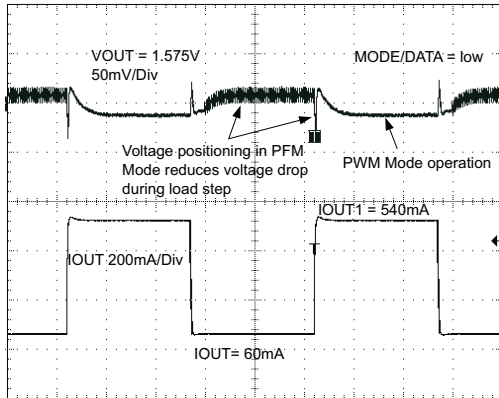 VOUT = 1.575V
50mV/Div
MODE/DATA = low
Voltage positioning in PFM
Mode reduces voltage drop
during load step
PWM Mode operation
IOUT1 = 540mA
IOUT 200mA/Div
IOUT= 60mA